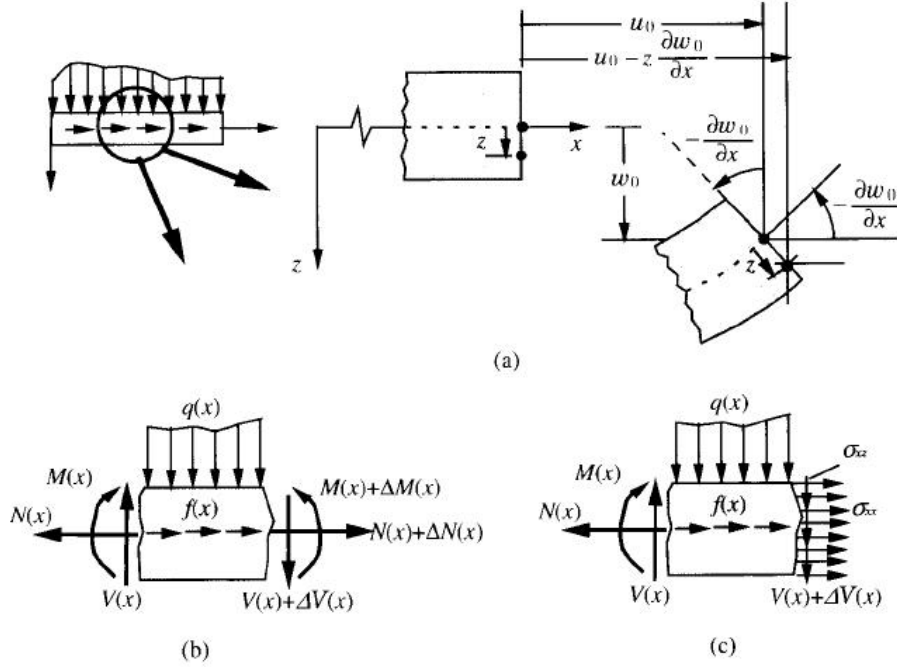 u₀
u₀ − z ∂w₀/∂x
z
x
w₀
−∂w₀/∂x
−∂w₀/∂x
z
z
(a)
q(x)
M(x)
f(x)
M(x)+ΔM(x)
N(x)
N(x)+ΔN(x)
V(x)
V(x)+ΔV(x)
(b)
q(x)
σxz
M(x)
f(x)
N(x)
σxx
V(x)
V(x)+ΔV(x)
(c)